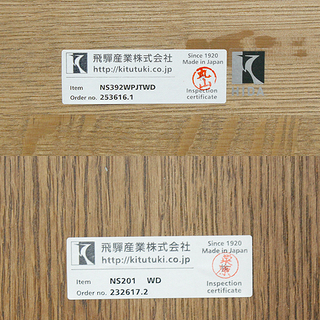 飛騨産業株式会社
http://kitutuki.co.jp
Since 1920
Made in Japan
Item NS392WPJTWD
Order no. 253616.1
丸山
Inspection
certificate
飛騨産業株式会社
http://kitutuki.co.jp
Since 1920
Made in Japan
Item NS201 WD
Order no. 232617.2
Inspection
certificate